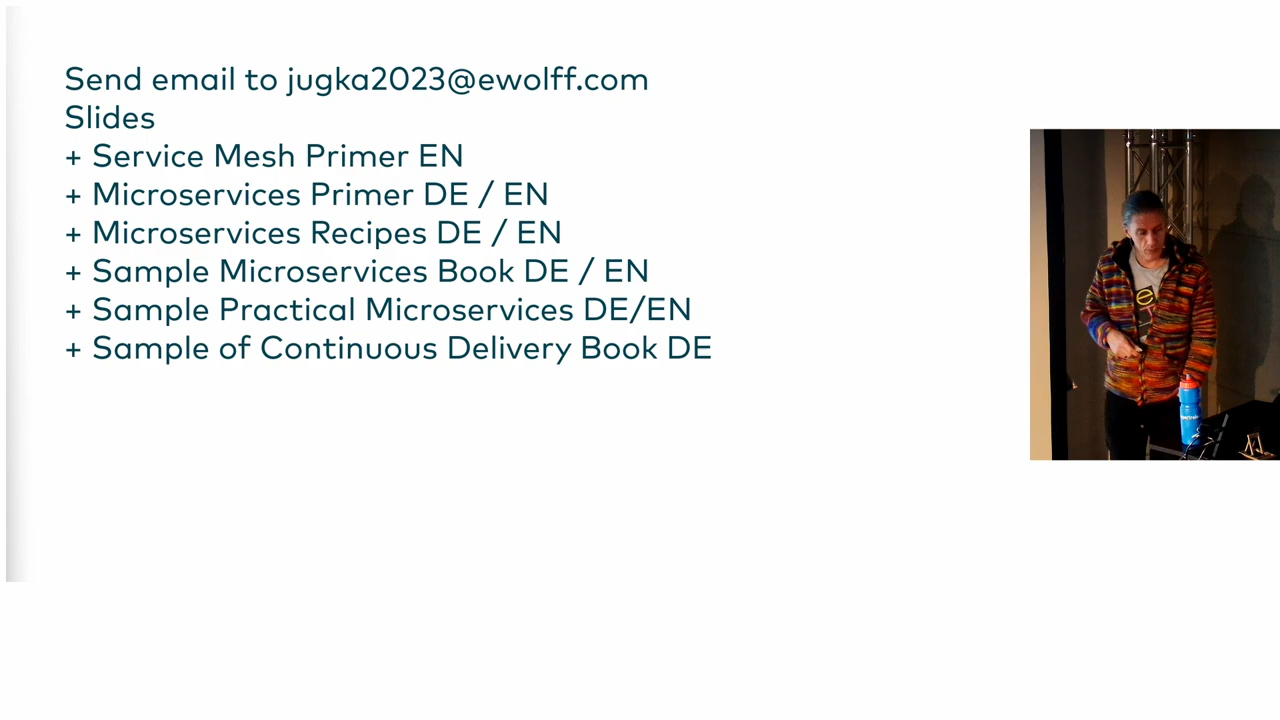 Send email to jugka2023@ewolff.com
Slides
+ Service Mesh Primer EN
+ Microservices Primer DE / EN
+ Microservices Recipes DE / EN
+ Sample Microservices Book DE / EN
+ Sample Practical Microservices DE/EN
+ Sample of Continuous Delivery Book DE